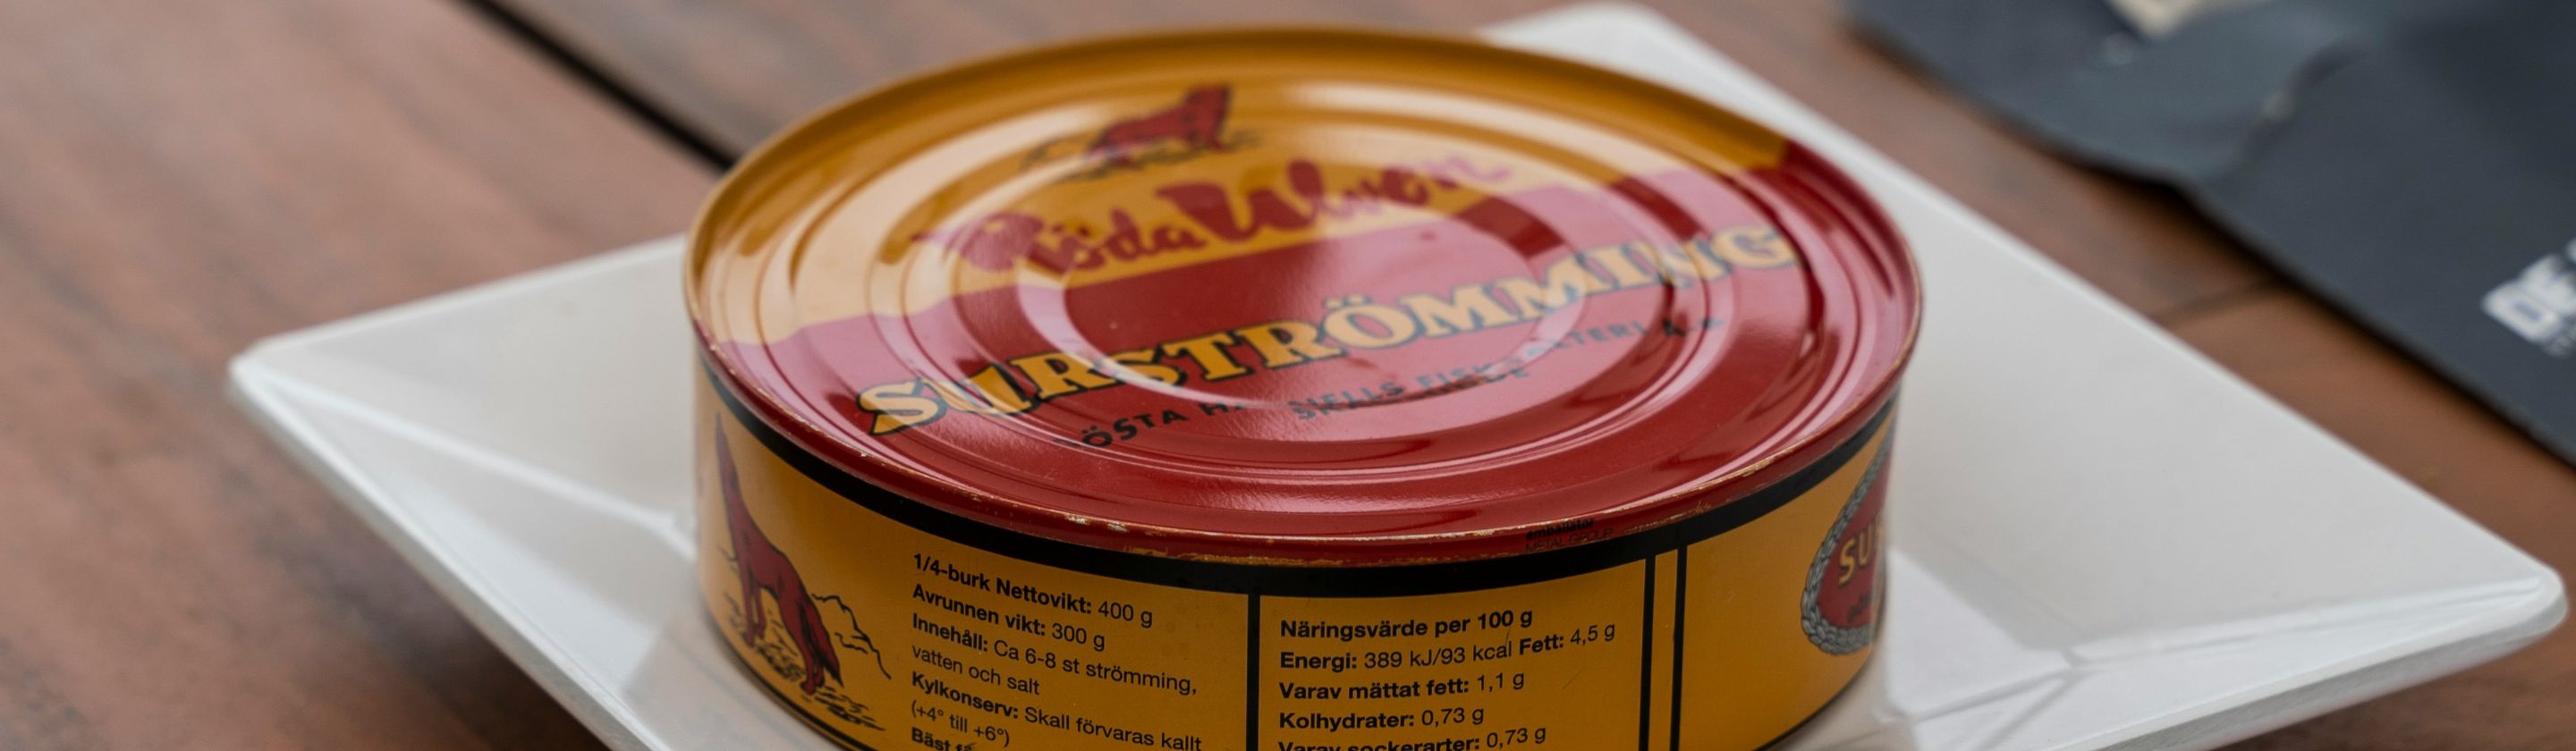 Röda Ulven
SURSTRÖMMING
1/4-burk Nettovikt: 400 g
Avrunnen vikt: 300 g
Innehåll: Ca 6-8 st strömming,
vatten och salt
Kylkonserv: Skall förvaras kallt
(+4° till +6°)
Bäst
Näringsvärde per 100 g
Energi: 389 kJ/93 kcal Fett: 4,5 g
Varav mättat fett: 1,1 g
Kolhydrater: 0,73 g
Varav sockerarter: 0,73 g
SU